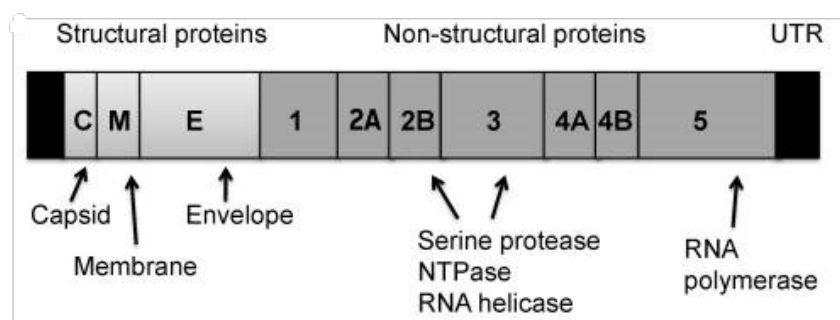 Structural proteins Non-structural proteins UTR
C M E 1 2A 2B 3 4A 4B 5
Capsid
Envelope
Membrane
Serine protease
NTPase
RNA helicase
RNA
polymerase